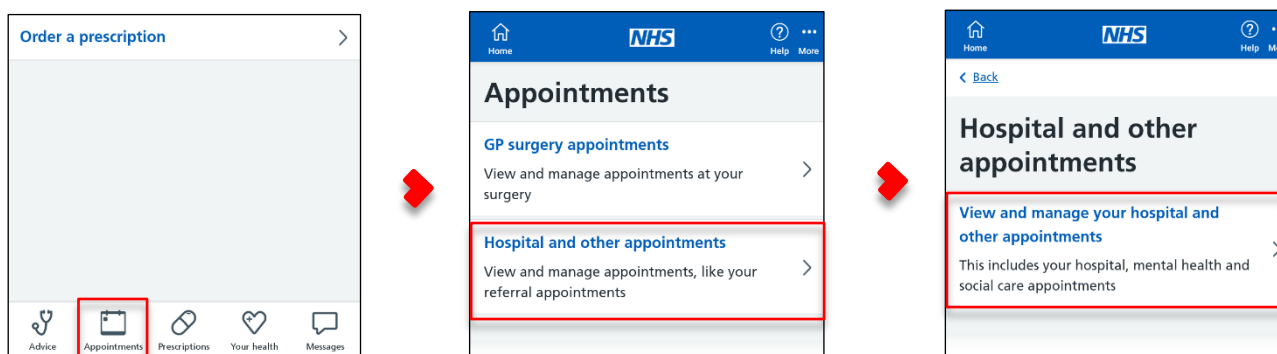 Order a prescription
Advice
Appointments
Prescriptions
Your health
Messages
Home
NHS
Help
More
Appointments
GP surgery appointments
View and manage appointments at your
surgery
Hospital and other appointments
View and manage appointments, like your
referral appointments
Home
NHS
Help
Back
Hospital and other
appointments
View and manage your hospital and
other appointments
This includes your hospital, mental health and
social care appointments